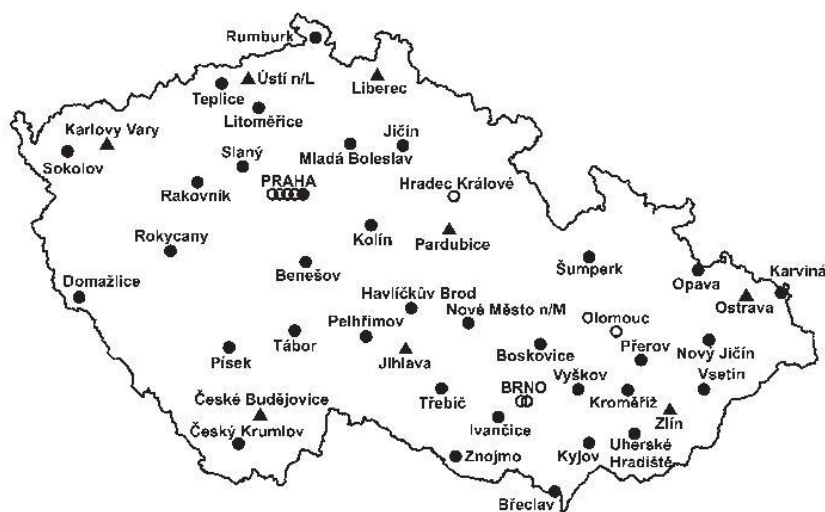 Rumburk
Ústí n/L
Teplice
Liberec
Litoměřice
Karlovy Vary
Jičín
Sokolov
Slaný
Mladá Boleslav
PRAHA
Rakovník
Hradec Králové
Rokycany
Kolín
Pardubice
Benešov
Šumperk
Domažlice
Opava
Karviná
Ostrava
Havlíčkův Brod
Nové Město n/M
Olomouc
Pelhřimov
Tábor
Písek
Jihlava
Boskovice
Přerov
Nový Jičín
Vyškov
Vsetín
České Budějovice
Třebíč
BRNO
Kroměříž
Zlín
Český Krumlov
Ivančice
Znojmo
Kyjov
Uherské
Hradiště
Břeclav